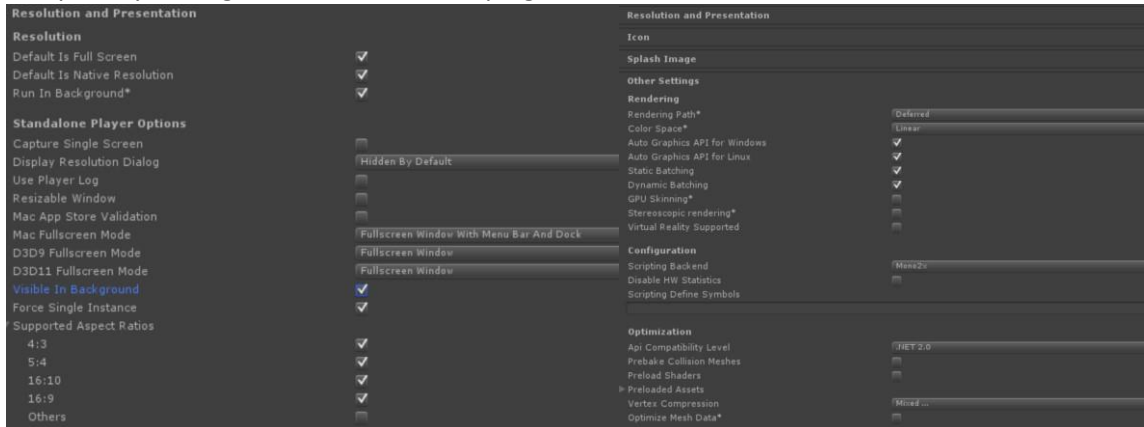 Resolution and Presentation
Resolution
Default Is Full Screen
Default Is Native Resolution
Run In Background*
Standalone Player Options
Capture Single Screen
Display Resolution Dialog Hidden By Default
Use Player Log
Resizable Window
Mac App Store Validation
Mac Fullscreen Mode Fullscreen Window With Menu Bar And Dock
D3D9 Fullscreen Mode Fullscreen Window
D3D11 Fullscreen Mode Fullscreen Window
Visible In Background
Force Single Instance
Supported Aspect Ratios
4:3
5:4
16:10
16:9
Others
Resolution and Presentation
Icon
Splash Image
Other Settings
Rendering
Rendering Path* Deferred
Color Space* Linear
Auto Graphics API for Windows
Auto Graphics API for Linux
Static Batching
Dynamic Batching
GPU Skinning*
Stereoscopic rendering*
Virtual Reality Supported
Configuration
Scripting Backend Mono2x
Disable HW Statistics
Scripting Define Symbols
Optimization
Api Compatibility Level .NET 2.0
Prebake Collision Meshes
Preload Shaders
Preloaded Assets
Vertex Compression Mixed ...
Optimize Mesh Data*